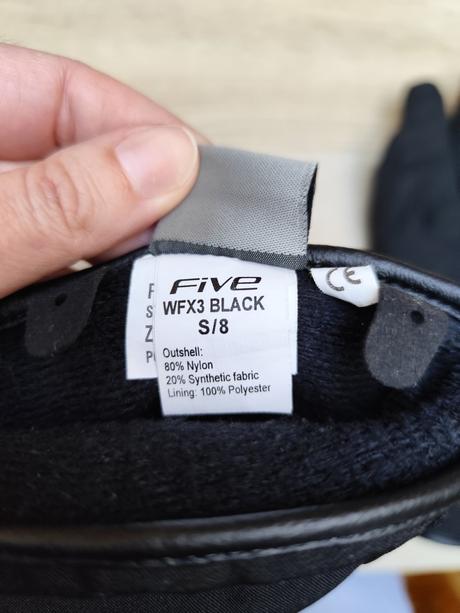 FIVE
WFX3 BLACK
S/8
Outshell:
80% Nylon
20% Synthetic fabric
Lining: 100% Polyester
CE